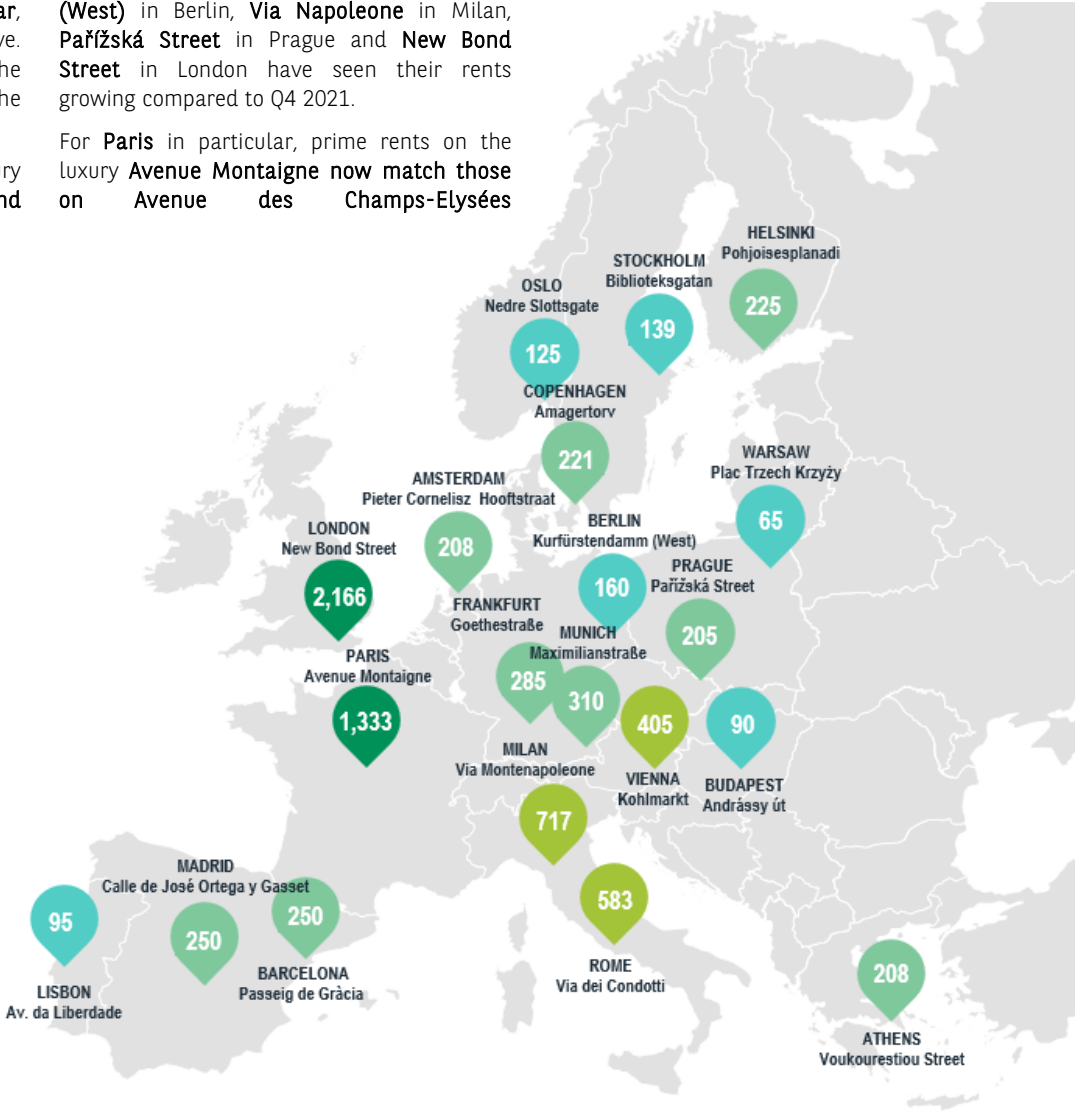 ar,
ve.
he
he
ry
nd
(West) in Berlin, Via Napoleone in Milan,
Pařížská Street in Prague and New Bond
Street in London have seen their rents
growing compared to Q4 2021.
For Paris in particular, prime rents on the
luxury Avenue Montaigne now match those
on Avenue des Champs-Elysées
HELSINKI
Pohjoisesplanadi
225
STOCKHOLM
Biblioteksgatan
139
OSLO
Nedre Slottsgate
125
COPENHAGEN
Amagertorv
221
WARSAW
Plac Trzech Krzyży
65
AMSTERDAM
Pieter Cornelisz Hooftstraat
208
BERLIN
Kurfürstendamm (West)
160
LONDON
New Bond Street
2,166
PRAGUE
Pařížská Street
205
FRANKFURT
Goethestraße
285
MUNICH
Maximilianstraße
310
PARIS
Avenue Montaigne
1,333
405
VIENNA
Kohlmarkt
90
BUDAPEST
Andrássy út
MILAN
Via Montenapoleone
717
583
ROME
Via dei Condotti
MADRID
Calle de José Ortega y Gasset
250
250
BARCELONA
Passeig de Gràcia
95
LISBON
Av. da Liberdade
208
ATHENS
Voukourestiou Street